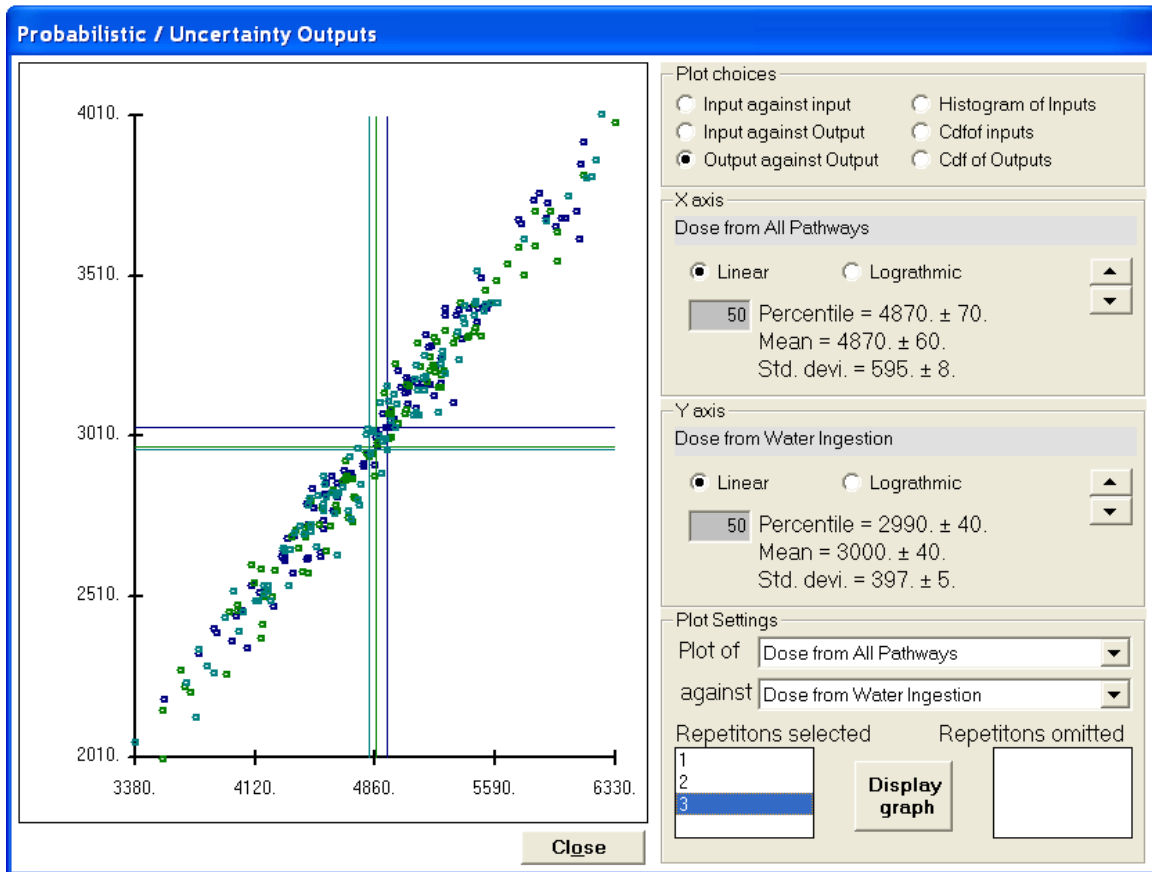 Probabilistic / Uncertainty Outputs
4010.
3510.
3010.
2510.
2010.
3380.
4120.
4860.
5590.
6330.
Close
Plot choices
Input against input
Histogram of Inputs
Input against Output
Cdfof inputs
Output against Output
Cdf of Outputs
X axis
Dose from All Pathways
Linear
Lograthmic
50 Percentile = 4870. ± 70.
Mean = 4870. ± 60.
Std. devi. = 595. ± 8.
Y axis
Dose from Water Ingestion
Linear
Lograthmic
50 Percentile = 2990. ± 40.
Mean = 3000. ± 40.
Std. devi. = 397. ± 5.
Plot Settings
Plot of Dose from All Pathways
against Dose from Water Ingestion
Repetitons selected
Repetitons omitted
1
2
3
Display
graph